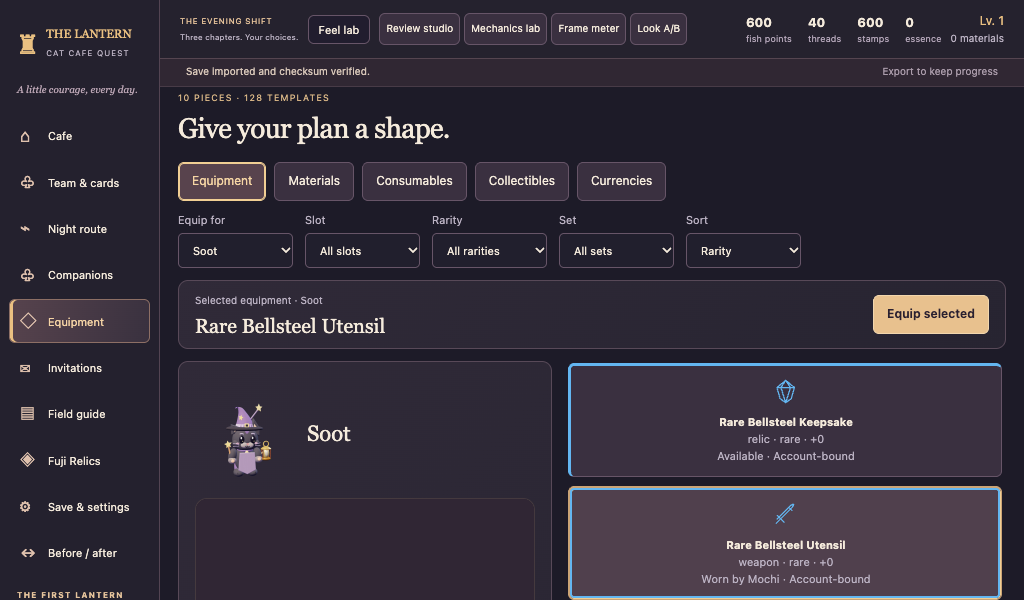 THE LANTERN
CAT CAFE QUEST
A little courage, every day.
Cafe
Team & cards
Night route
Companions
Equipment
Invitations
Field guide
Fuji Relics
Save & settings
Before / after
THE FIRST LANTERN
THE EVENING SHIFT
Three chapters. Your choices.
Feel lab
Review studio
Mechanics lab
Frame meter
Look A/B
600
fish points
40
threads
600
stamps
0
essence
Lv. 1
0 materials
Save imported and checksum verified.
Export to keep progress
10 PIECES · 128 TEMPLATES
Give your plan a shape.
Equipment
Materials
Consumables
Collectibles
Currencies
Equip for
Slot
Rarity
Set
Sort
Soot
All slots
All rarities
All sets
Rarity
Selected equipment · Soot
Rare Bellsteel Utensil
Equip selected
Soot
Rare Bellsteel Keepsake
relic · rare · +0
Available · Account-bound
Rare Bellsteel Utensil
weapon · rare · +0
Worn by Mochi · Account-bound